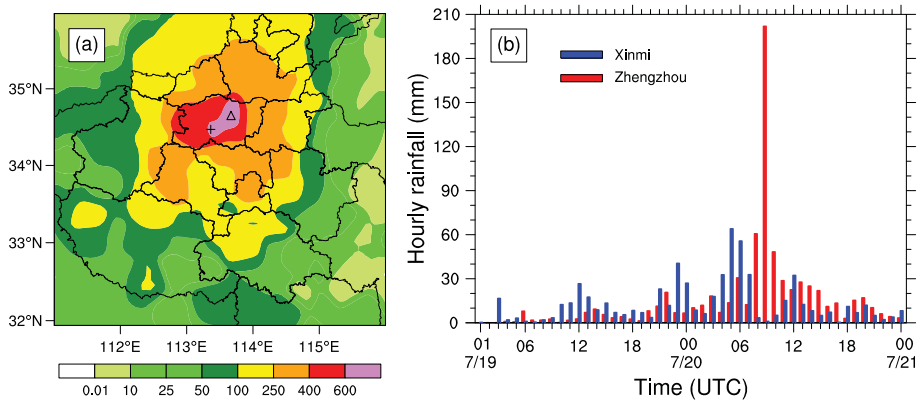 (a)
35°N
34°N
33°N
32°N
112°E 113°E 114°E 115°E
0.01 10 25 50 100 250 400 600
(b)
Xinmi
Zhengzhou
Hourly rainfall (mm)
210
180
150
120
90
60
30
0
01 06 12 18 00 06 12 18 00
7/19 7/20 7/21
Time (UTC)